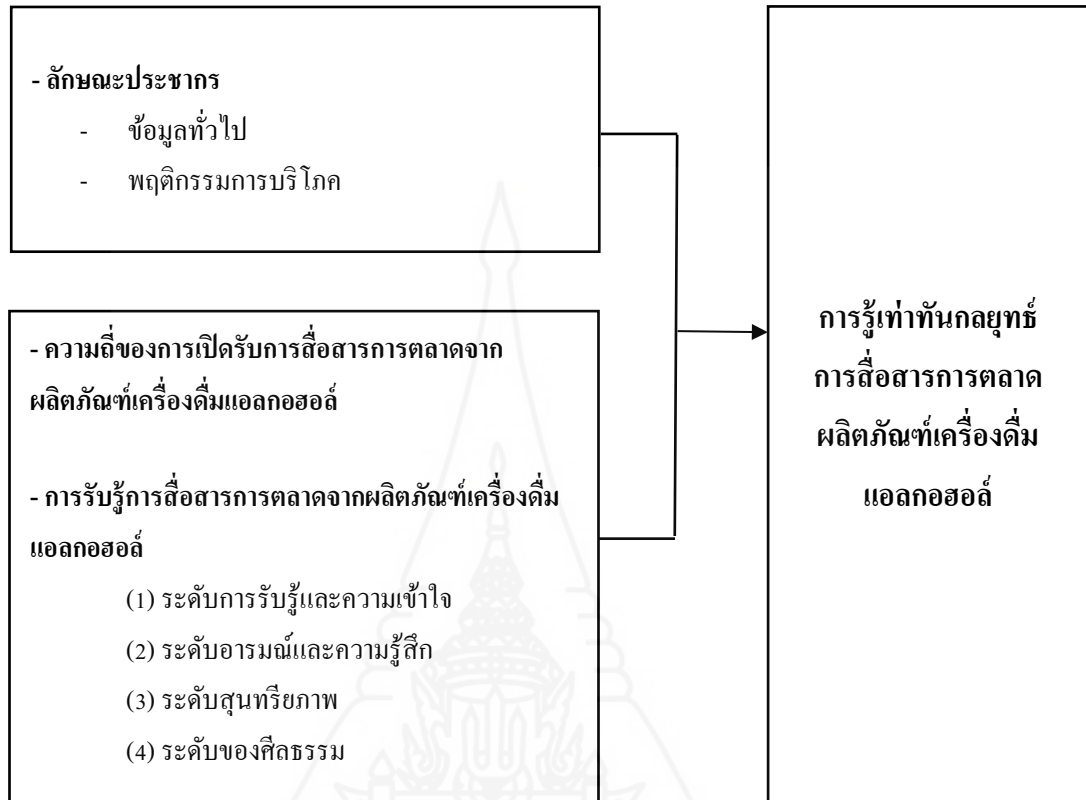 - ลักษณะประชากร
- ข้อมูลทั่วไป
- พฤติกรรมการบริโภค
- ความถี่ของการเปิดรับการสื่อสารการตลาดจาก
ผลิตภัณฑ์เครื่องดื่มแอลกอฮอล์
- การรับรู้การสื่อสารการตลาดจากผลิตภัณฑ์เครื่องดื่ม
แอลกอฮอล์
(1) ระดับการรับรู้และความเข้าใจ
(2) ระดับอารมณ์และความรู้สึก
(3) ระดับสุนทรียภาพ
(4) ระดับของศีลธรรม
การรู้เท่าทันกลยุทธ์
การสื่อสารการตลาด
ผลิตภัณฑ์เครื่องดื่ม
แอลกอฮอล์